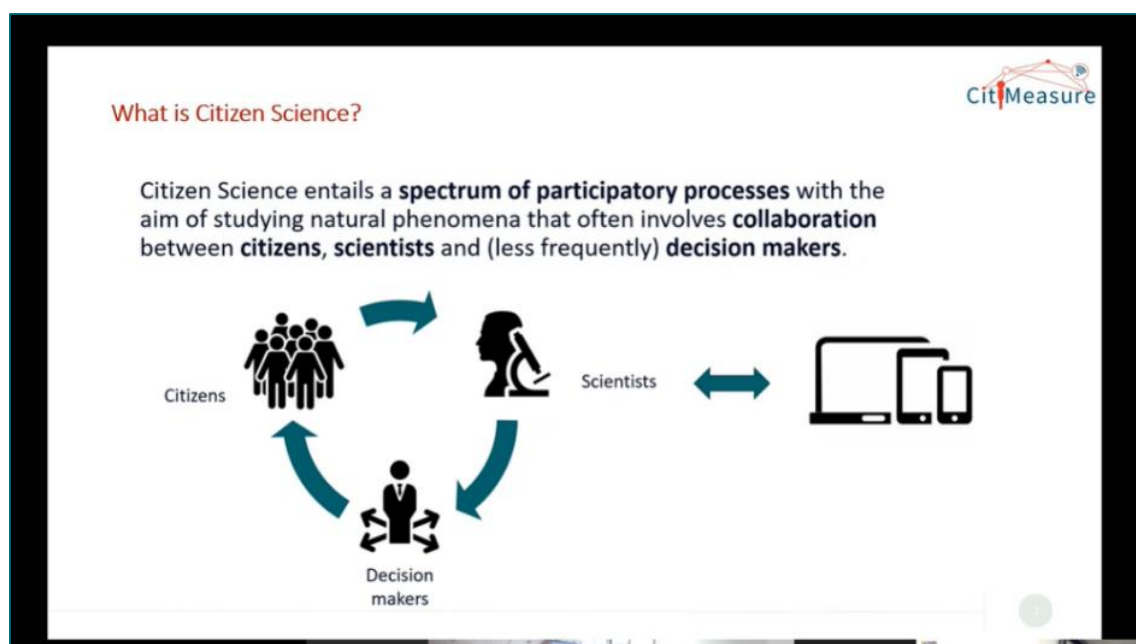 CitiMeasure
What is Citizen Science?
Citizen Science entails a spectrum of participatory processes with the
aim of studying natural phenomena that often involves collaboration
between citizens, scientists and (less frequently) decision makers.
Citizens
Scientists
Decision
makers